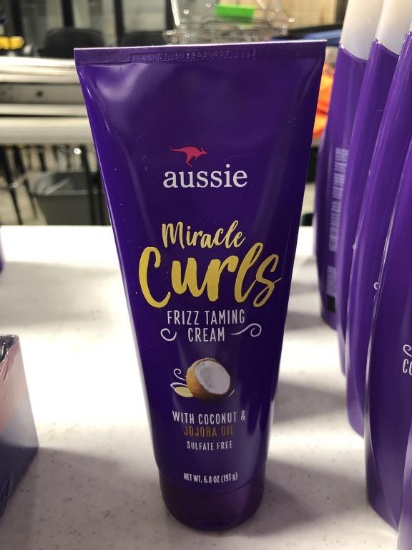 aussie
Miracle
Curls
FRIZZ TAMING
CREAM
WITH COCONUT &
JOJOBA OIL
SULFATE FREE
NET WT. 6.8 OZ (193 g)